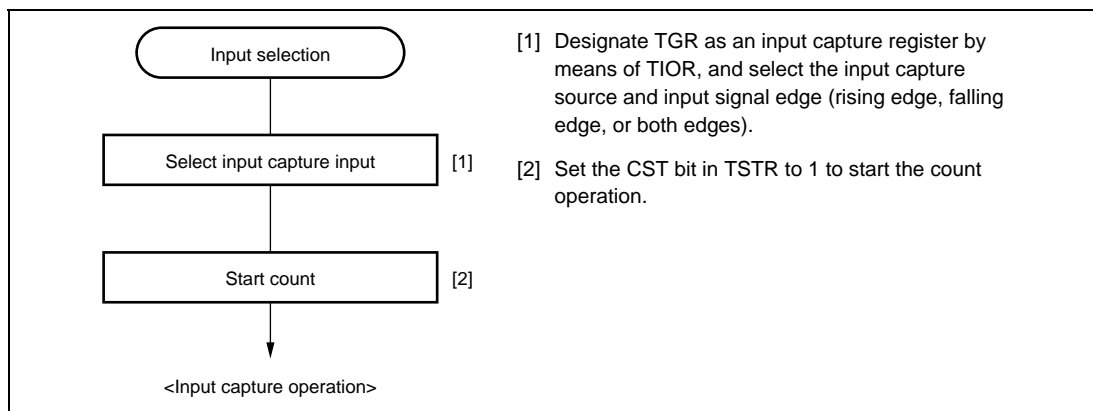 Input selection
Select input capture input
[1]
Start count
[2]
<Input capture operation>
[1] Designate TGR as an input capture register by
means of TIOR, and select the input capture
source and input signal edge (rising edge, falling
edge, or both edges).
[2] Set the CST bit in TSTR to 1 to start the count
operation.